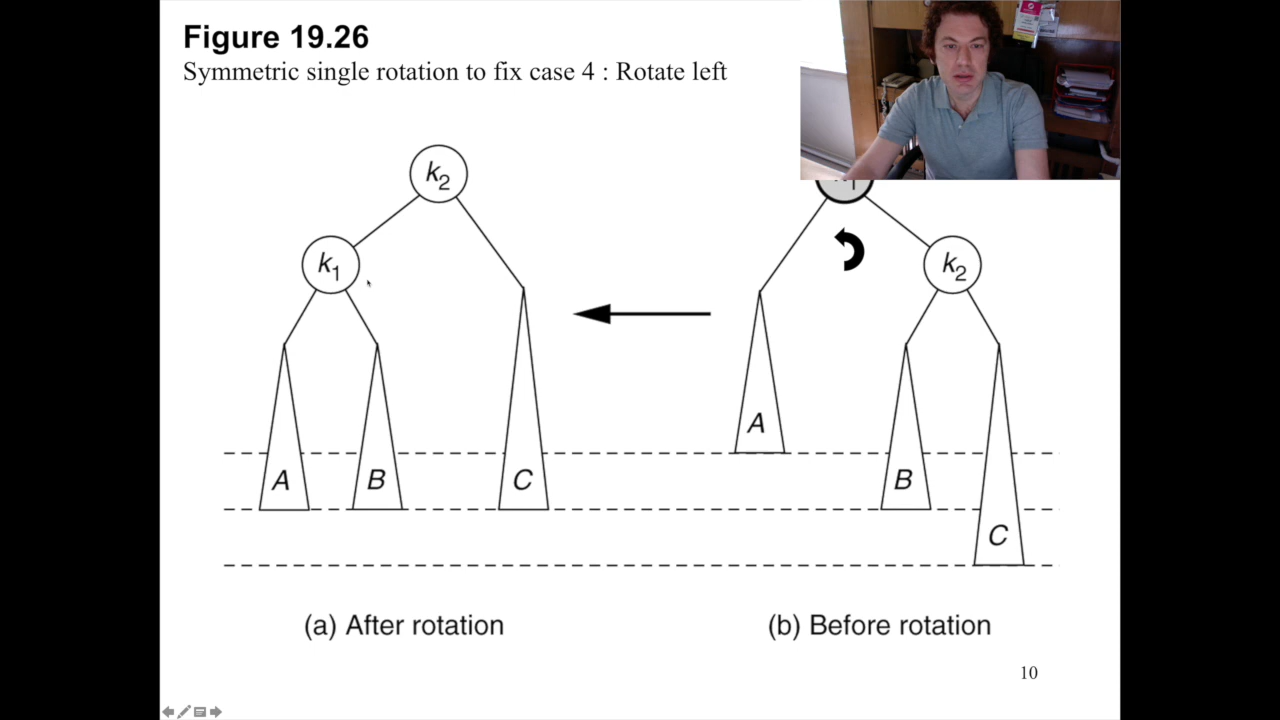 Figure 19.26
Symmetric single rotation to fix case 4 : Rotate left
k2
k1
k2
A
B
C
A
B
C
(a) After rotation
(b) Before rotation
10